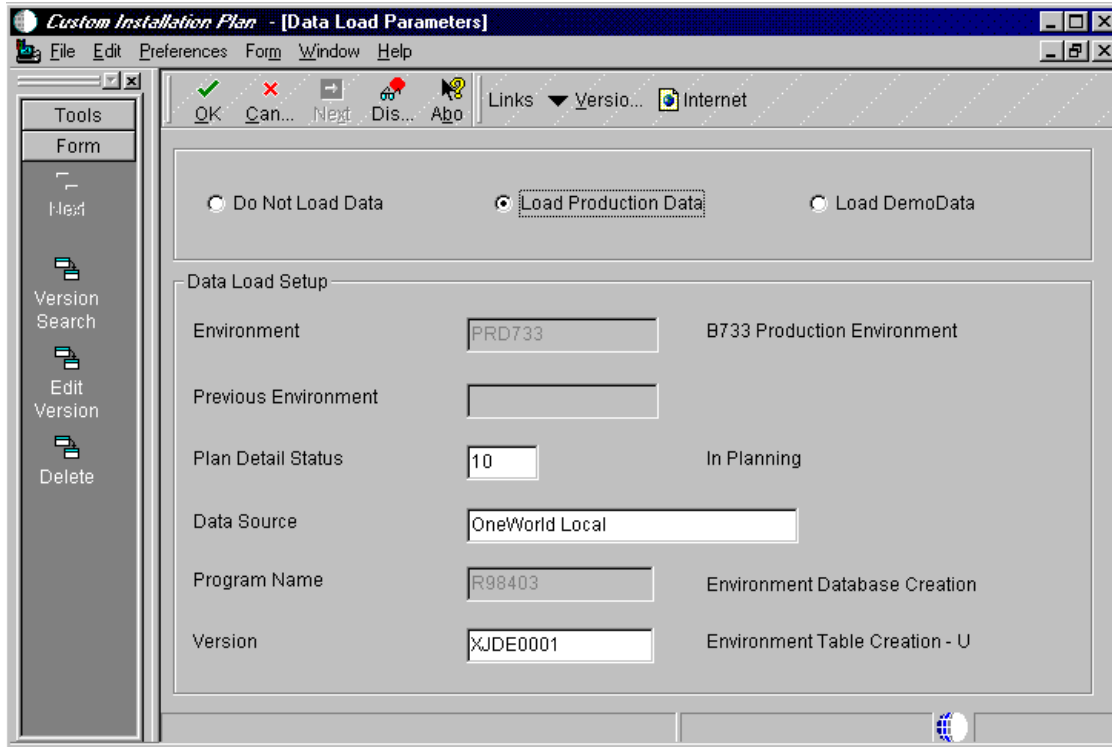 Custom Installation Plan - [Data Load Parameters]
File Edit Preferences Form Window Help
Tools
Form
Next
Version
Search
Edit
Version
Delete
OK Can... Next Dis... Abo Links Versio... Internet
Do Not Load Data Load Production Data Load DemoData
Data Load Setup
Environment PRD733 B733 Production Environment
Previous Environment
Plan Detail Status 10 In Planning
Data Source OneWorld Local
Program Name R98403 Environment Database Creation
Version XJDE0001 Environment Table Creation - U